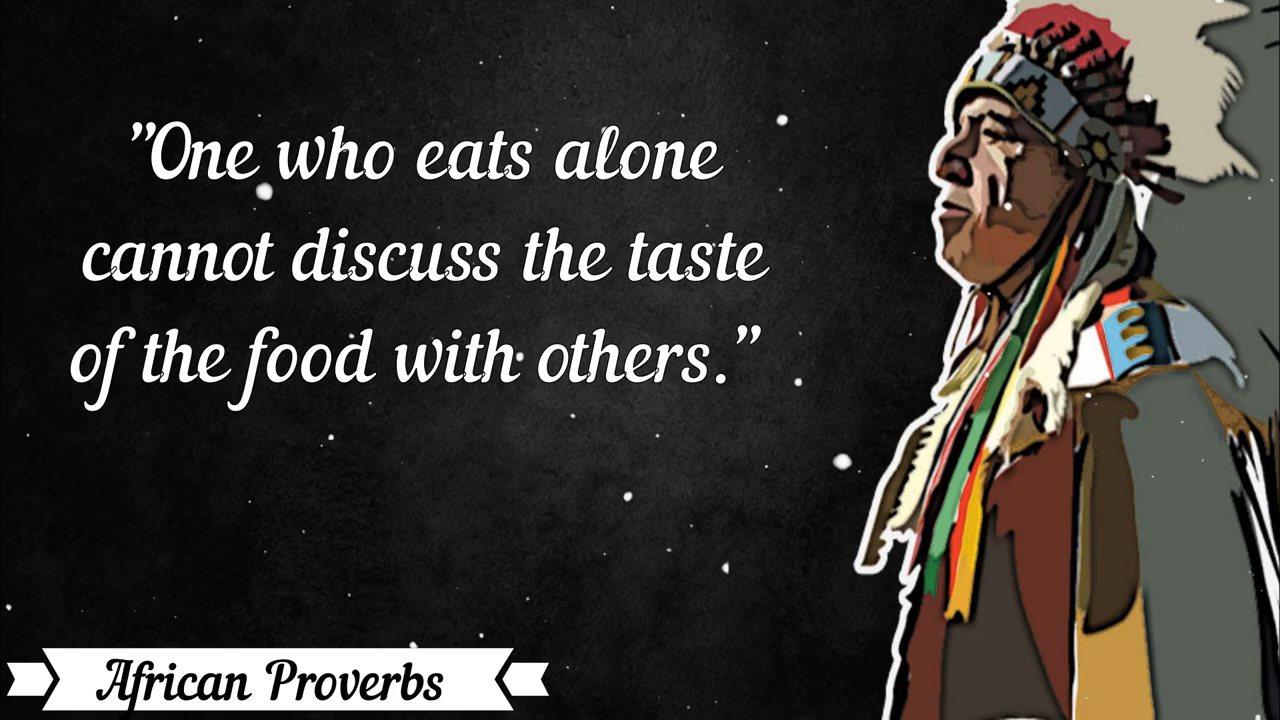 "One who eats alone
cannot discuss the taste
of the food with others."
African Proverbs